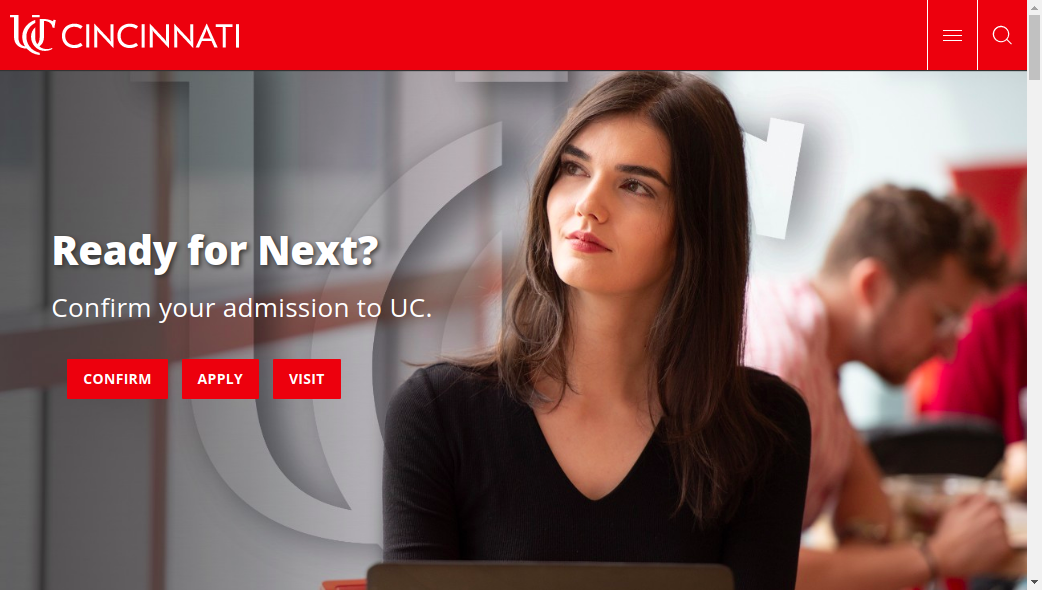 UC CINCINNATI
Ready for Next?
Confirm your admission to UC.
CONFIRM APPLY VISIT